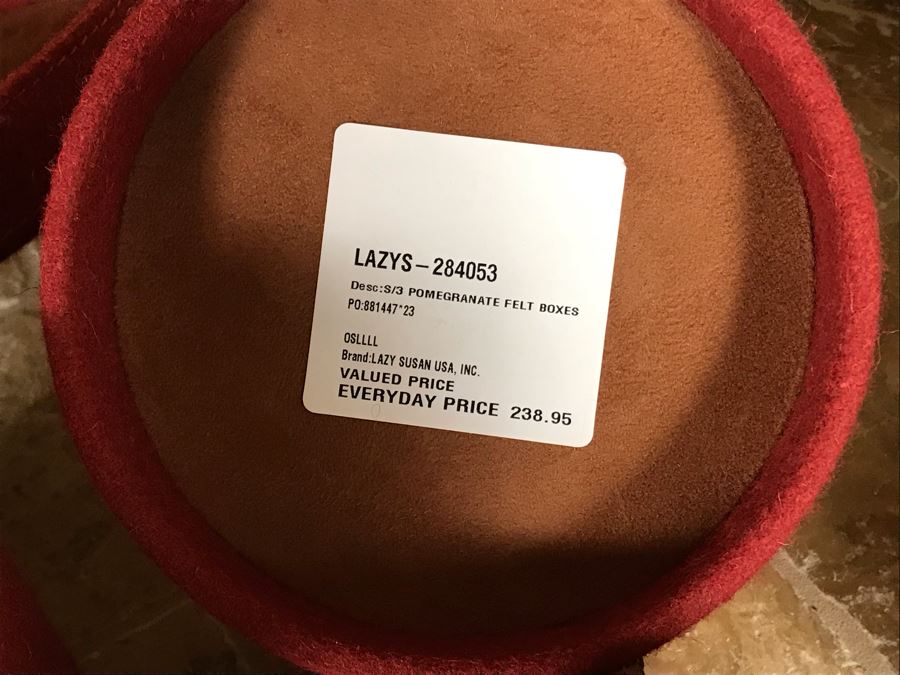 LAZYS-284053
Desc:S/3 POMEGRANATE FELT BOXES
PO:881447*23
OSLLLL
Brand:LAZY SUSAN USA, INC.
VALUED PRICE
EVERYDAY PRICE 238.95